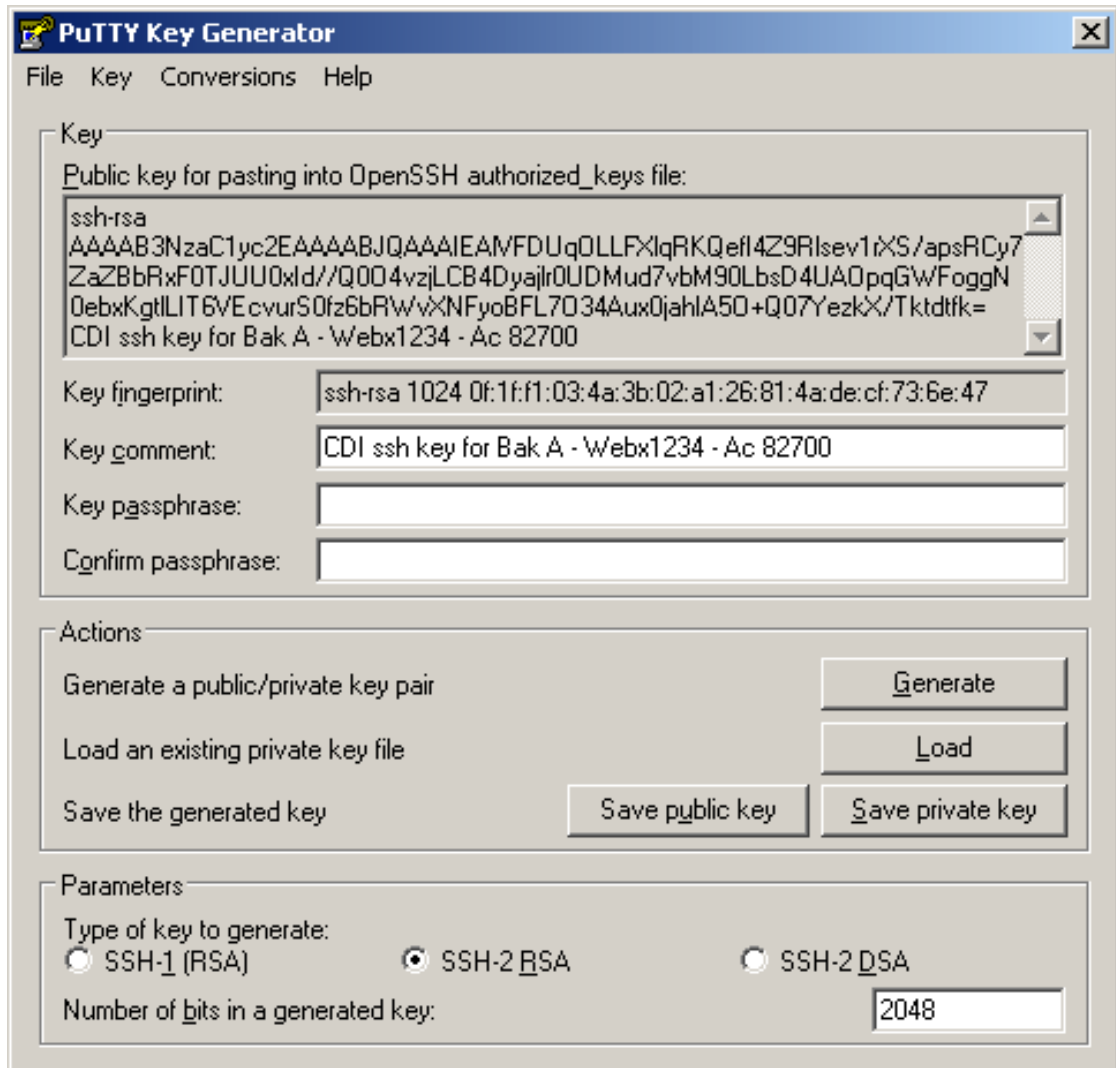 PuTTY Key Generator
File Key Conversions Help
Key
Public key for pasting into OpenSSH authorized_keys file:
ssh-rsa
AAAAB3NzaC1yc2EAAAABJQAAAIEAMFDUqOLLFXIqRKQefI4Z9RIsev1rXS/apsRCy7
ZaZBbRxF0TJUU0xId//Q0O4vzjLCB4DyajIr0UDMud7vbM90LbsD4UAOpqGWFoggN
0ebxKgtlLIT6VEcvurS0fz6bRWvXNFyoBFL7O34Aux0jahIA5O+Q07YezkX/Tktdtfk=
CDI ssh key for Bak A - Webx1234 - Ac 82700
Key fingerprint: ssh-rsa 1024 0f:1f:f1:03:4a:3b:02:a1:26:81:4a:de:cf:73:6e:47
Key comment: CDI ssh key for Bak A - Webx1234 - Ac 82700
Key passphrase:
Confirm passphrase:
Actions
Generate a public/private key pair Generate
Load an existing private key file Load
Save the generated key Save public key Save private key
Parameters
Type of key to generate:
SSH-1 (RSA) SSH-2 RSA SSH-2 DSA
Number of bits in a generated key: 2048